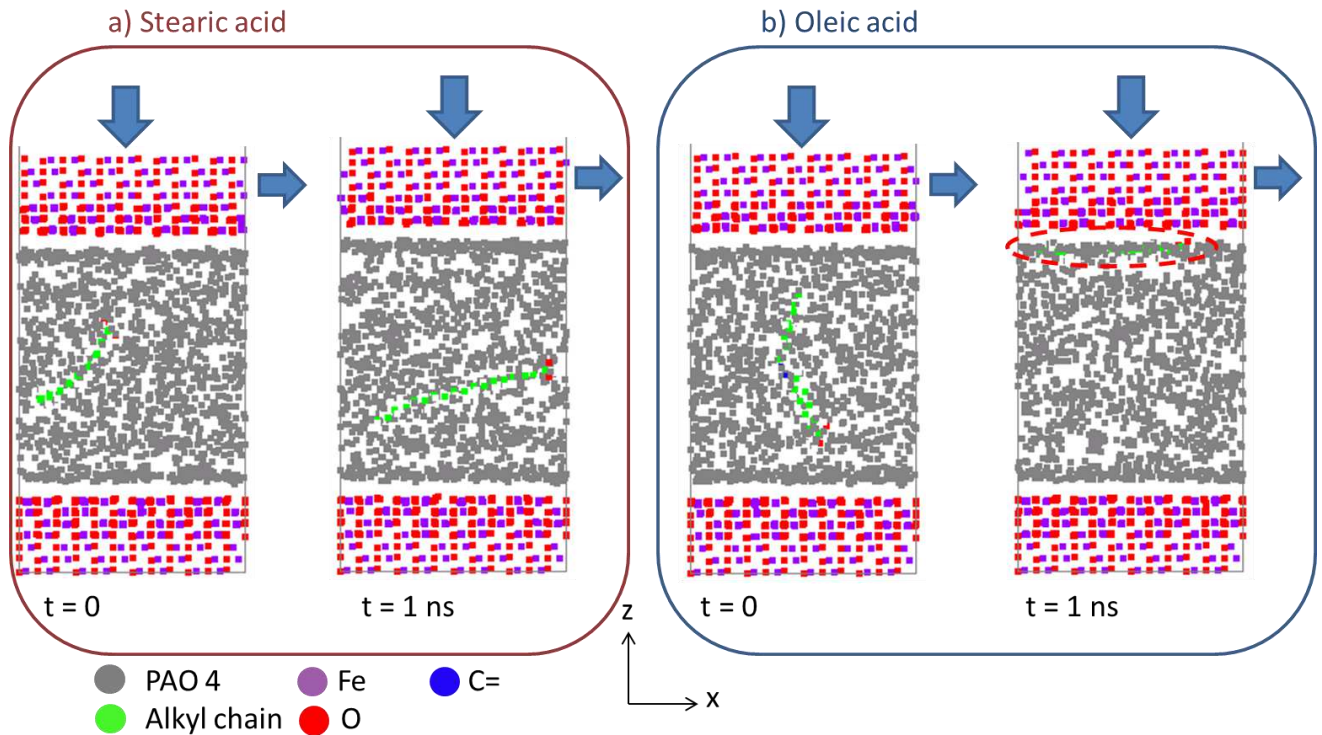 a) Stearic acid
b) Oleic acid
t = 0
t = 1 ns
t = 0
t = 1 ns
z
x
PAO 4
Fe
C=
Alkyl chain
O